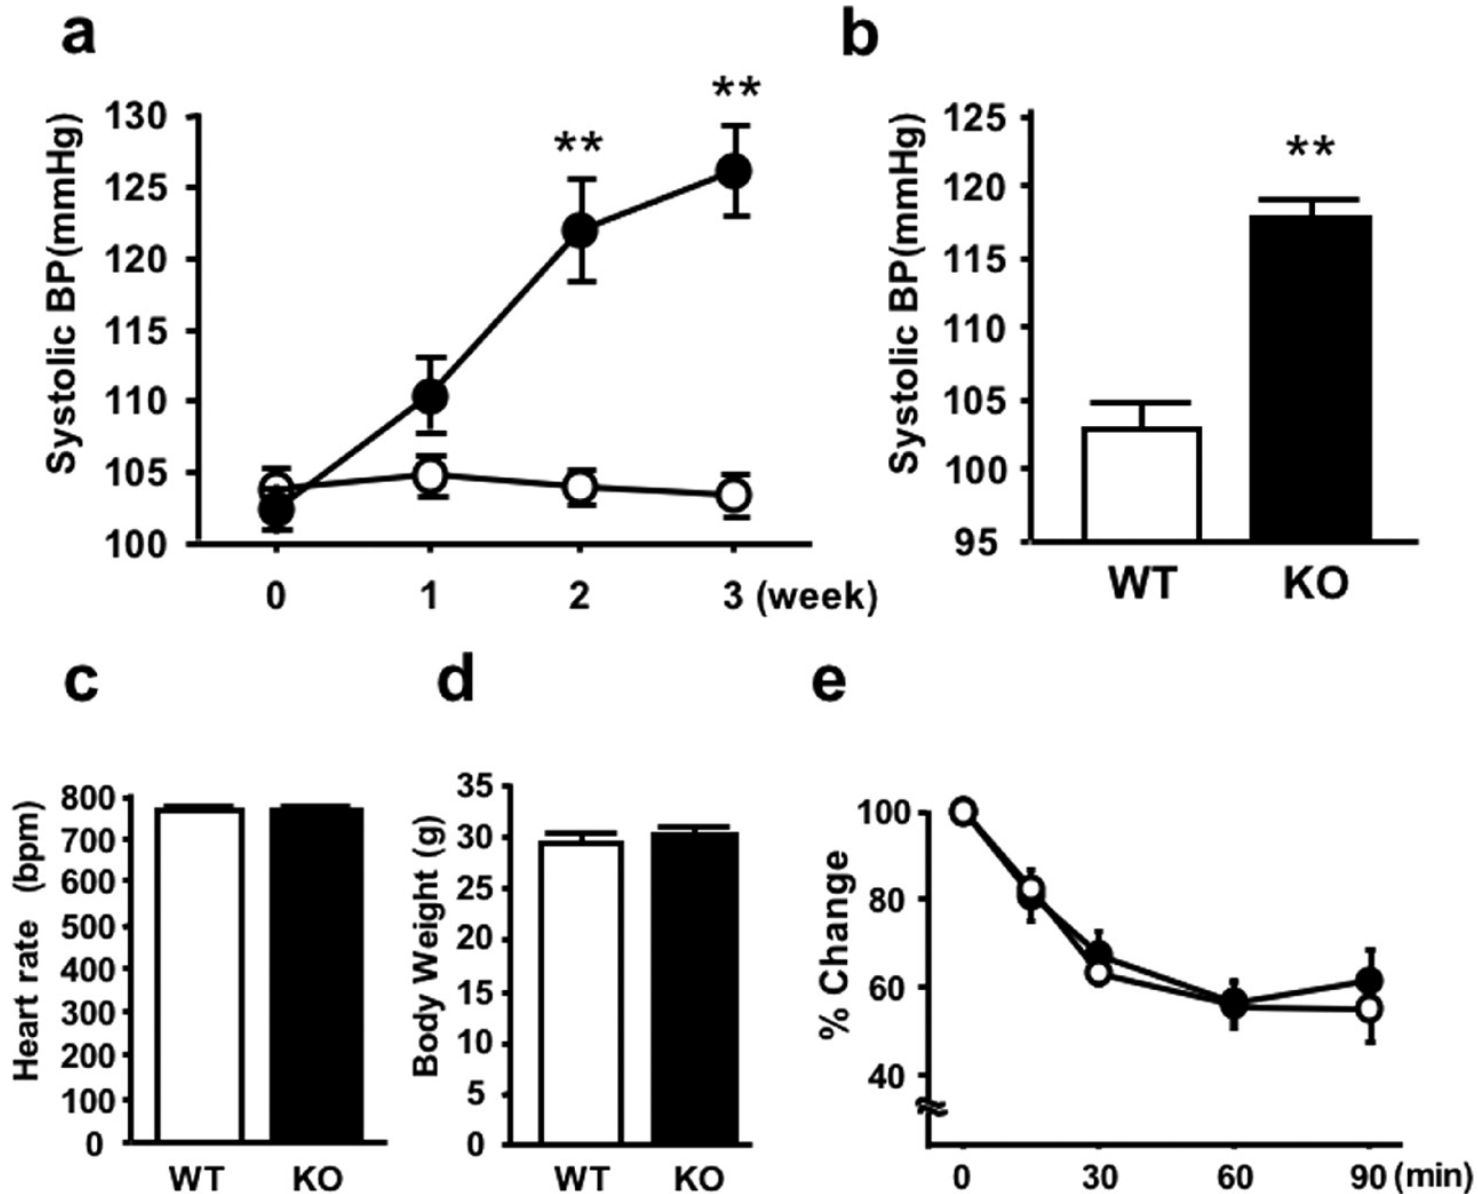 a
Systolic BP(mmHg)
130
125
120
115
110
105
100
**
**
0 1 2 3 (week)
b
Systolic BP(mmHg)
125
120
115
110
105
100
95
**
WT KO
c
Heart rate (bpm)
800
700
600
500
400
300
200
100
0
WT KO
d
Body Weight (g)
35
30
25
20
15
10
5
0
WT KO
e
% Change
100
80
60
40
0
0 30 60 90 (min)